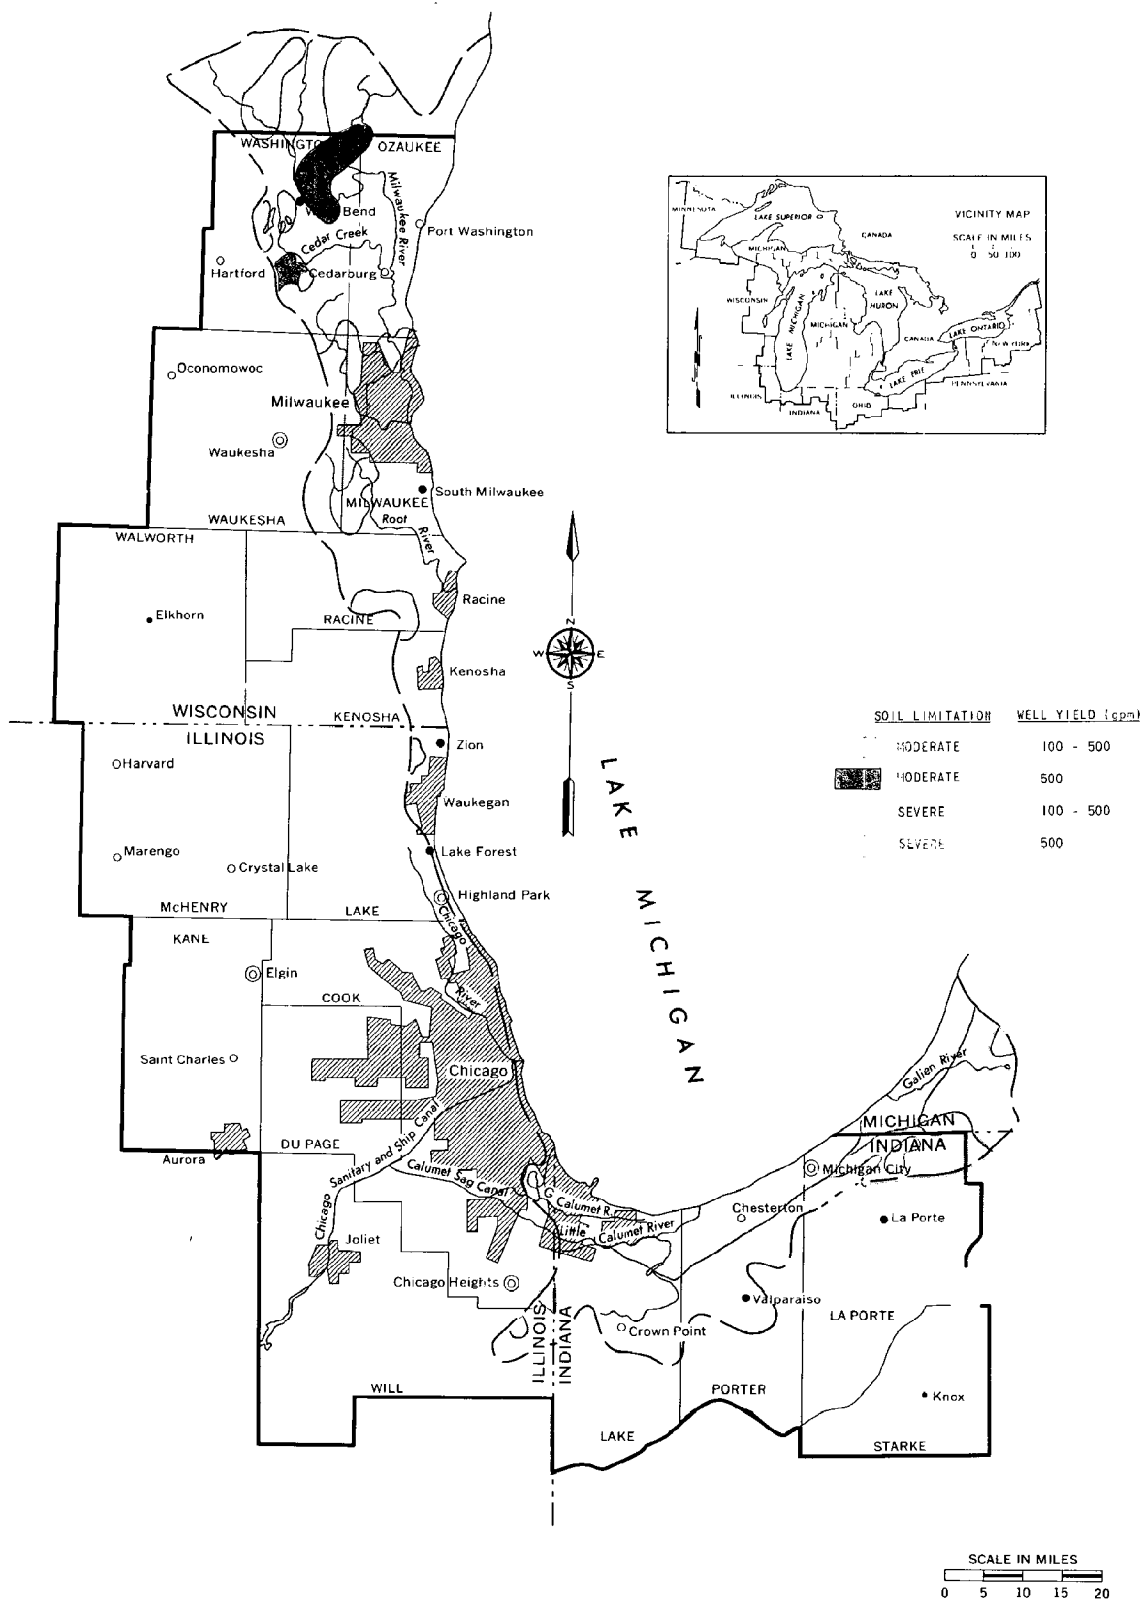 WASHINGT
OZAUKEE
Milwaukee River
W Bend
Cedar Creek
Port Washington
Hartford
Cedarburg
Oconomowoc
Milwaukee
Waukesha
South Milwaukee
MILWAUKEE
Root River
WAUKESHA
WALWORTH
Elkhorn
RACINE
Racine
Kenosha
WISCONSIN
KENOSHA
ILLINOIS
Zion
Harvard
Waukegan
Marengo
Lake Forest
Crystal Lake
Highland Park
McHENRY
LAKE
Chicago River
KANE
Elgin
COOK
Saint Charles
Chicago
DU PAGE
Aurora
Chicago Sanitary and Ship Canal
Calumet Sag Canal
G. Calumet R.
Little Calumet River
Joliet
Chicago Heights
ILLINOIS
INDIANA
WILL
Crown Point
LAKE
Valparaiso
PORTER
Chesterton
Michigan City
La Porte
LA PORTE
Knox
STARKE
Galien River
MICHIGAN
INDIANA
LAKE MICHIGAN
N
W E
S
VICINITY MAP
SCALE IN MILES
0 50 100
MINNESOTA
LAKE SUPERIOR
CANADA
MICHIGAN
WISCONSIN
LAKE MICHIGAN
MICHIGAN
LAKE HURON
CANADA
LAKE ONTARIO
NEW YORK
LAKE ERIE
PENNSYLVANIA
ILLINOIS
INDIANA
OHIO
SOIL LIMITATION WELL YIELD (gpm)
MODERATE 100 - 500
MODERATE 500
SEVERE 100 - 500
SEVERE 500
SCALE IN MILES
0 5 10 15 20